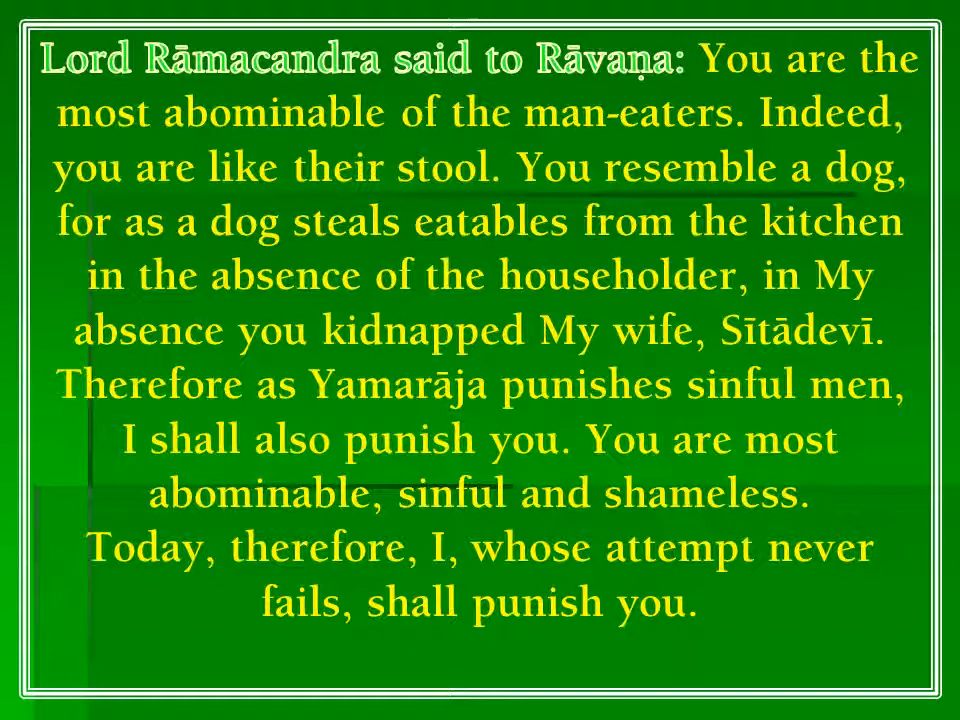 Lord Rāmacandra said to Rāvaṇa: You are the
most abominable of the man-eaters. Indeed,
you are like their stool. You resemble a dog,
for as a dog steals eatables from the kitchen
in the absence of the householder, in My
absence you kidnapped My wife, Sītādevī.
Therefore as Yamarāja punishes sinful men,
I shall also punish you. You are most
abominable, sinful and shameless.
Today, therefore, I, whose attempt never
fails, shall punish you.